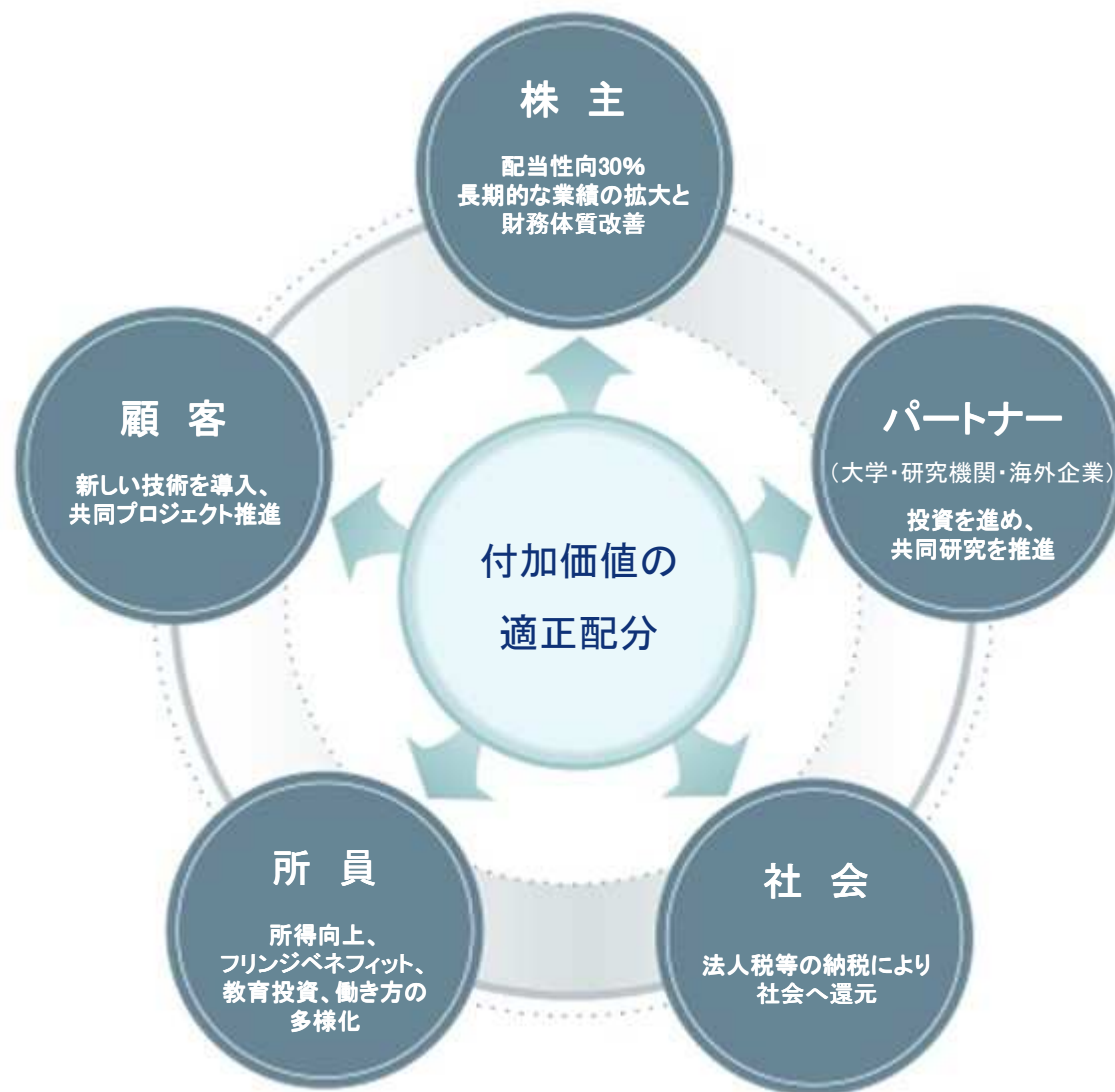 株 主
配当性向30%
長期的な業績の拡大と
財務体質改善
顧 客
新しい技術を導入、
共同プロジェクト推進
パートナー
(大学・研究機関・海外企業)
投資を進め、
共同研究を推進
付加価値の
適正配分
所 員
所得向上、
フリンジベネフィット、
教育投資、働き方の
多様化
社 会
法人税等の納税により
社会へ還元